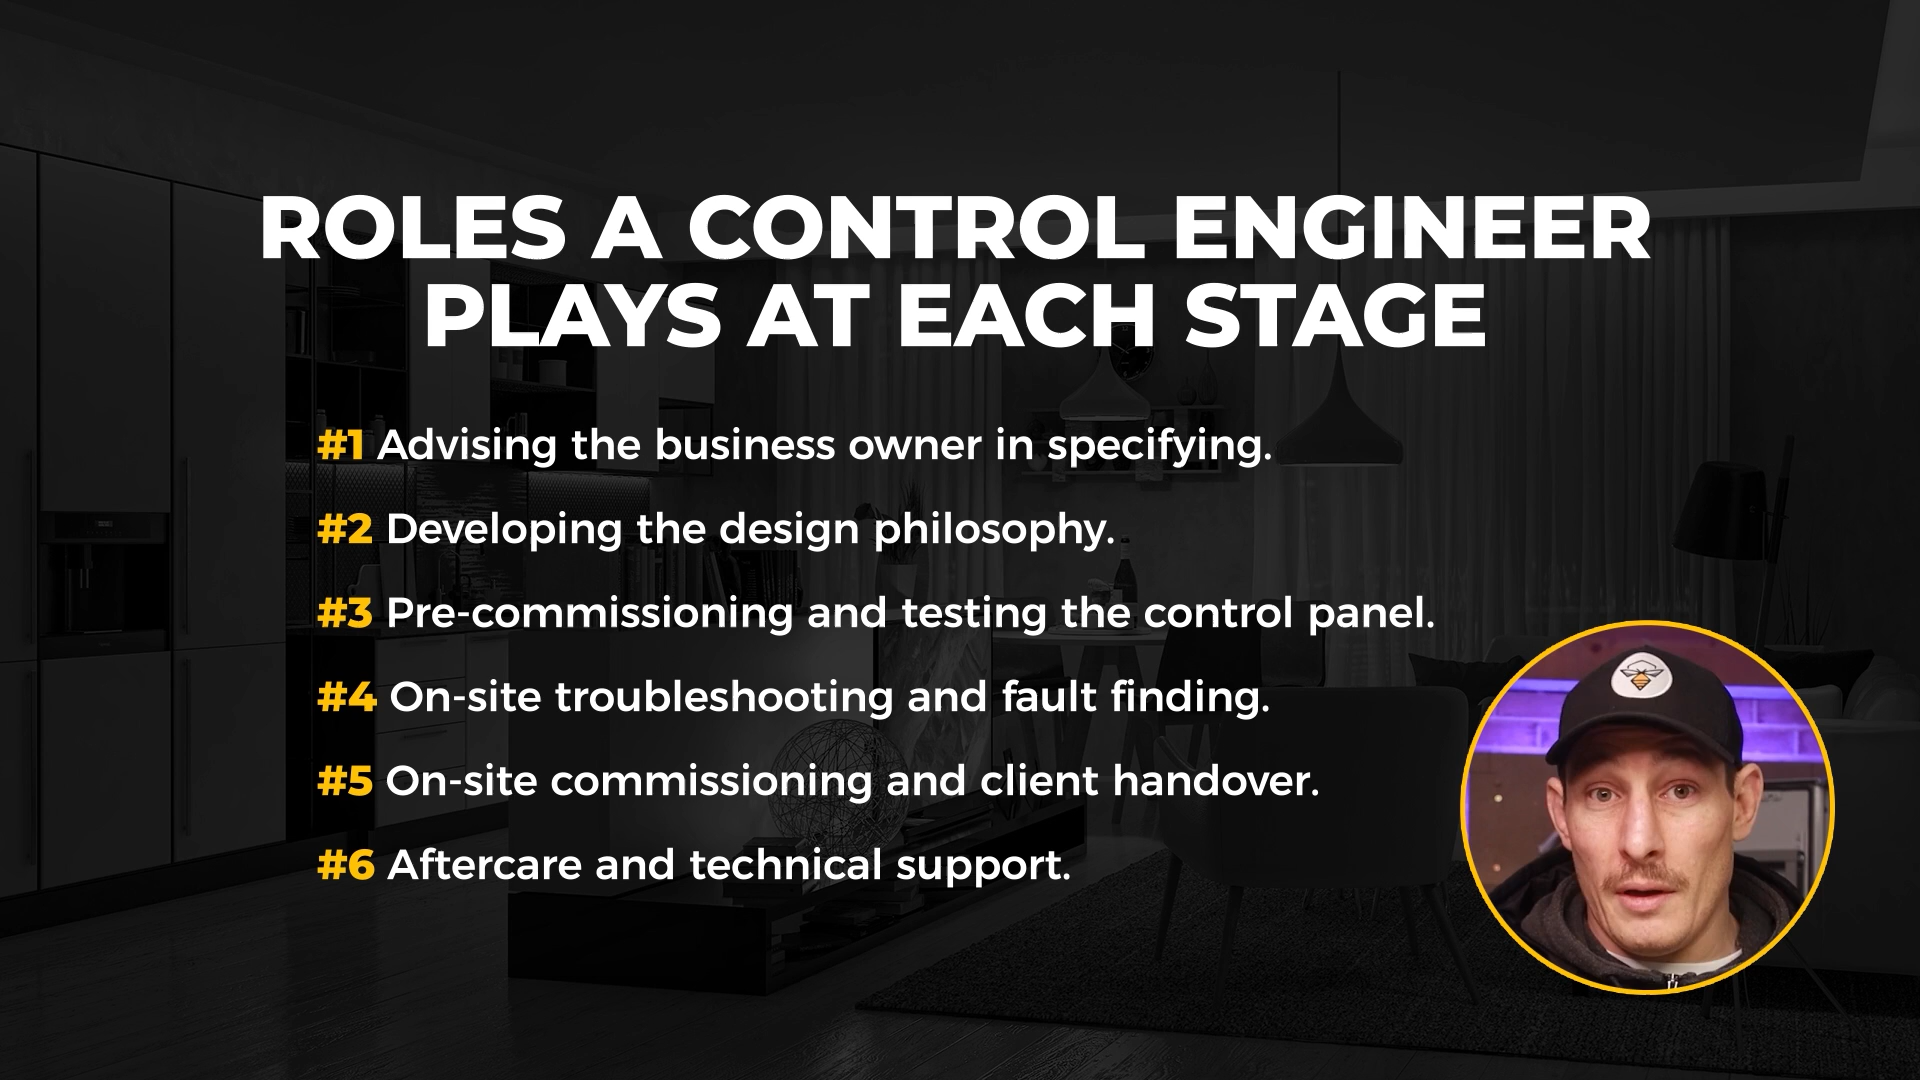 ROLES A CONTROL ENGINEER
PLAYS AT EACH STAGE
#1 Advising the business owner in specifying.
#2 Developing the design philosophy.
#3 Pre-commissioning and testing the control panel.
#4 On-site troubleshooting and fault finding.
#5 On-site commissioning and client handover.
#6 Aftercare and technical support.